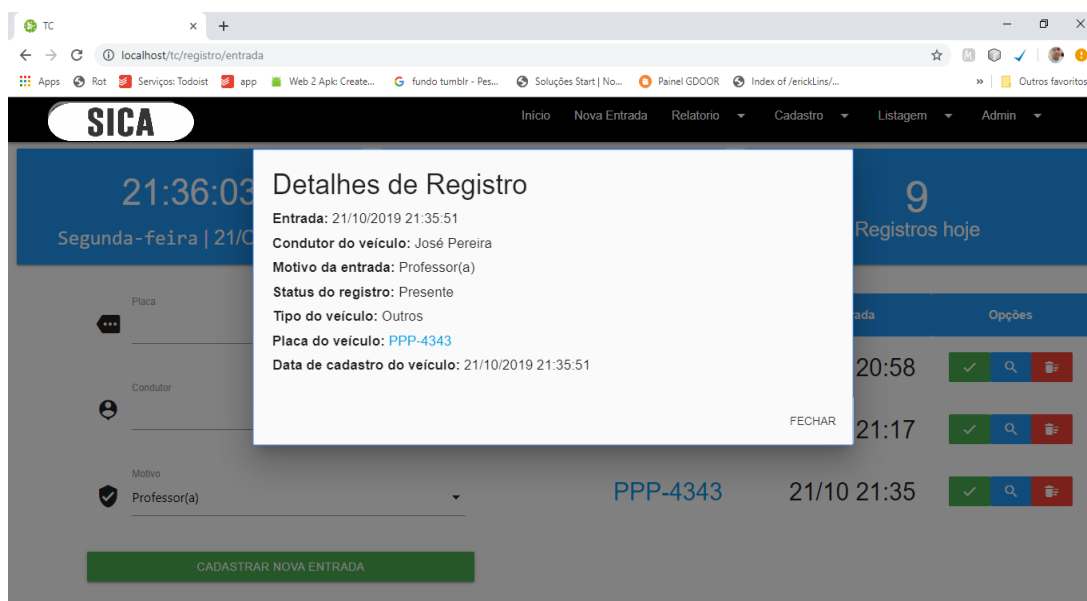 TC
localhost/tc/registro/entrada
Apps Rot Serviços: Todoist app Web 2 Apk: Create... fundo tumblr - Pes... Soluções Start | No... Painel GDOOR Index of /erickLins/... » Outros favoritos
SICA Início Nova Entrada Relatorio Cadastro Listagem Admin
21:36:03
Segunda-feira | 21/O
9
Registros hoje
Detalhes de Registro
Entrada: 21/10/2019 21:35:51
Condutor do veículo: José Pereira
Motivo da entrada: Professor(a)
Status do registro: Presente
Tipo do veículo: Outros
Placa do veículo: PPP-4343
Data de cadastro do veículo: 21/10/2019 21:35:51
FECHAR
Placa
Condutor
Motivo
Professor(a)
CADASTRAR NOVA ENTRADA
ada Opções
20:58
21:17
PPP-4343 21/10 21:35